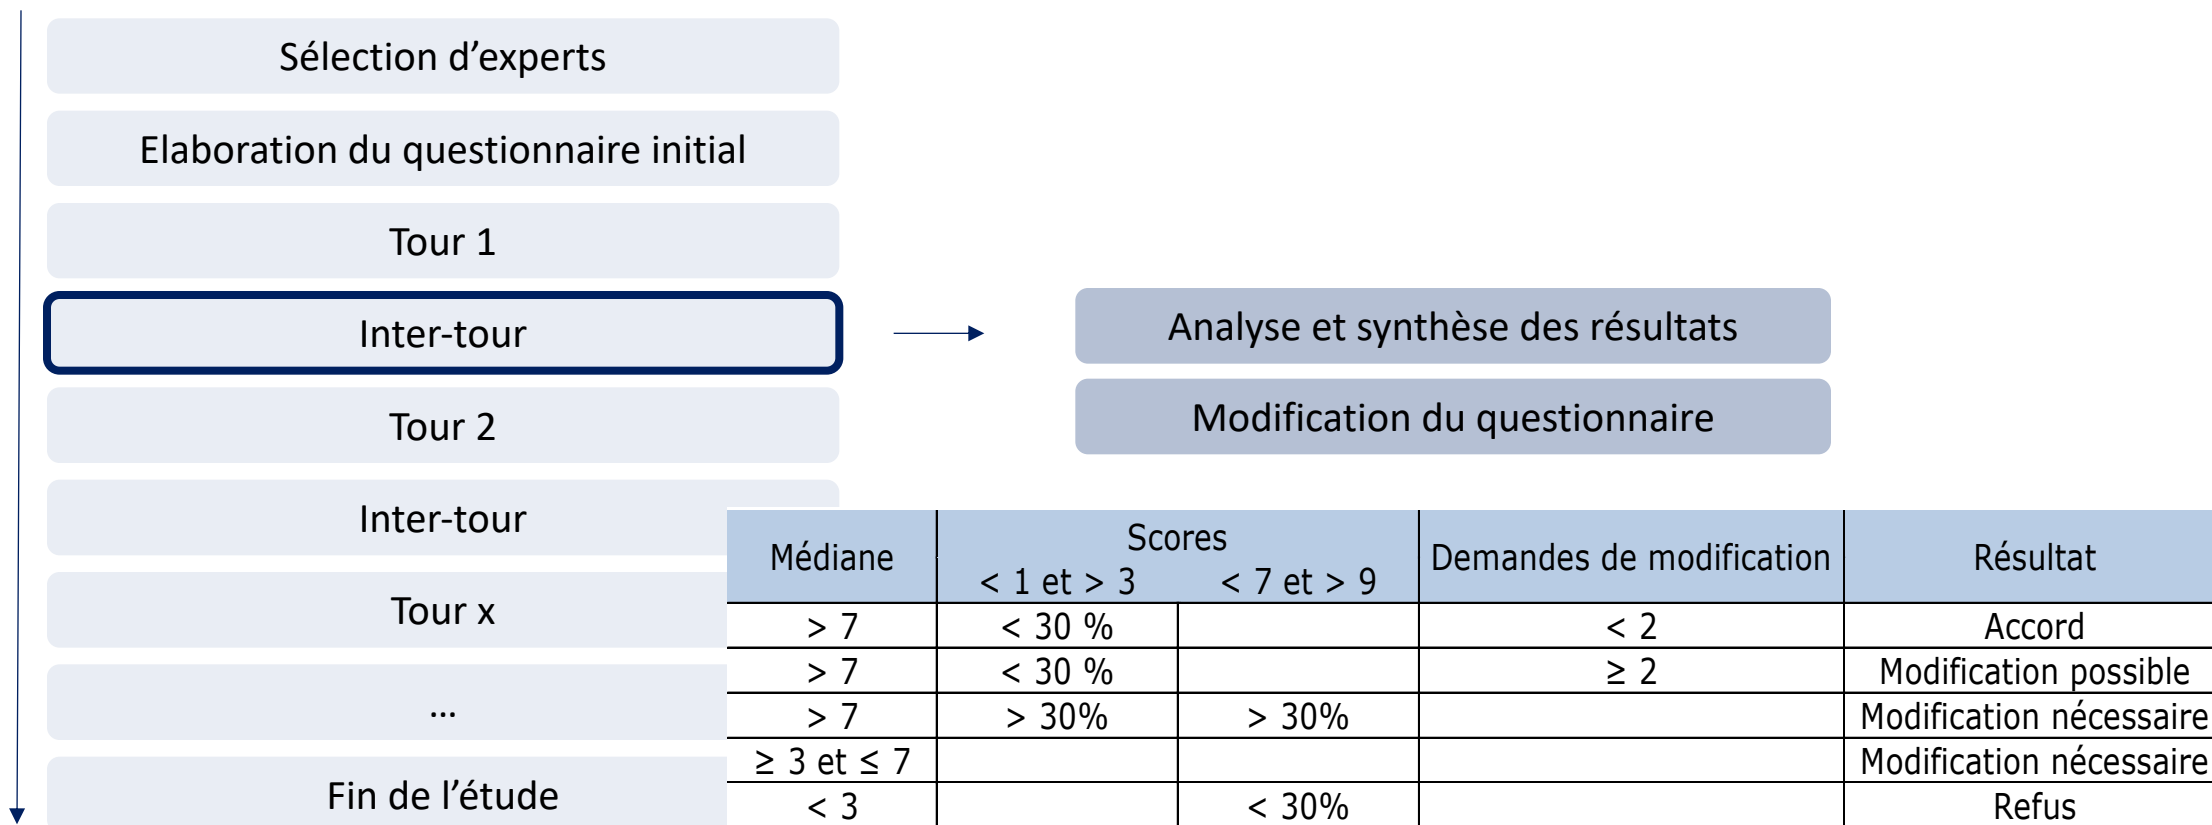 Sélection d’experts
Elaboration du questionnaire initial
Tour 1
Inter-tour
Analyse et synthèse des résultats
Modification du questionnaire
Tour 2
Inter-tour
Tour x
...
Fin de l’étude
Médiane Scores Demandes de modification Résultat
< 1 et > 3 < 7 et > 9
> 7 < 30 % < 2 Accord
> 7 < 30 % ≥ 2 Modification possible
> 7 > 30% > 30% Modification nécessaire
≥ 3 et ≤ 7 Modification nécessaire
< 3 < 30% Refus